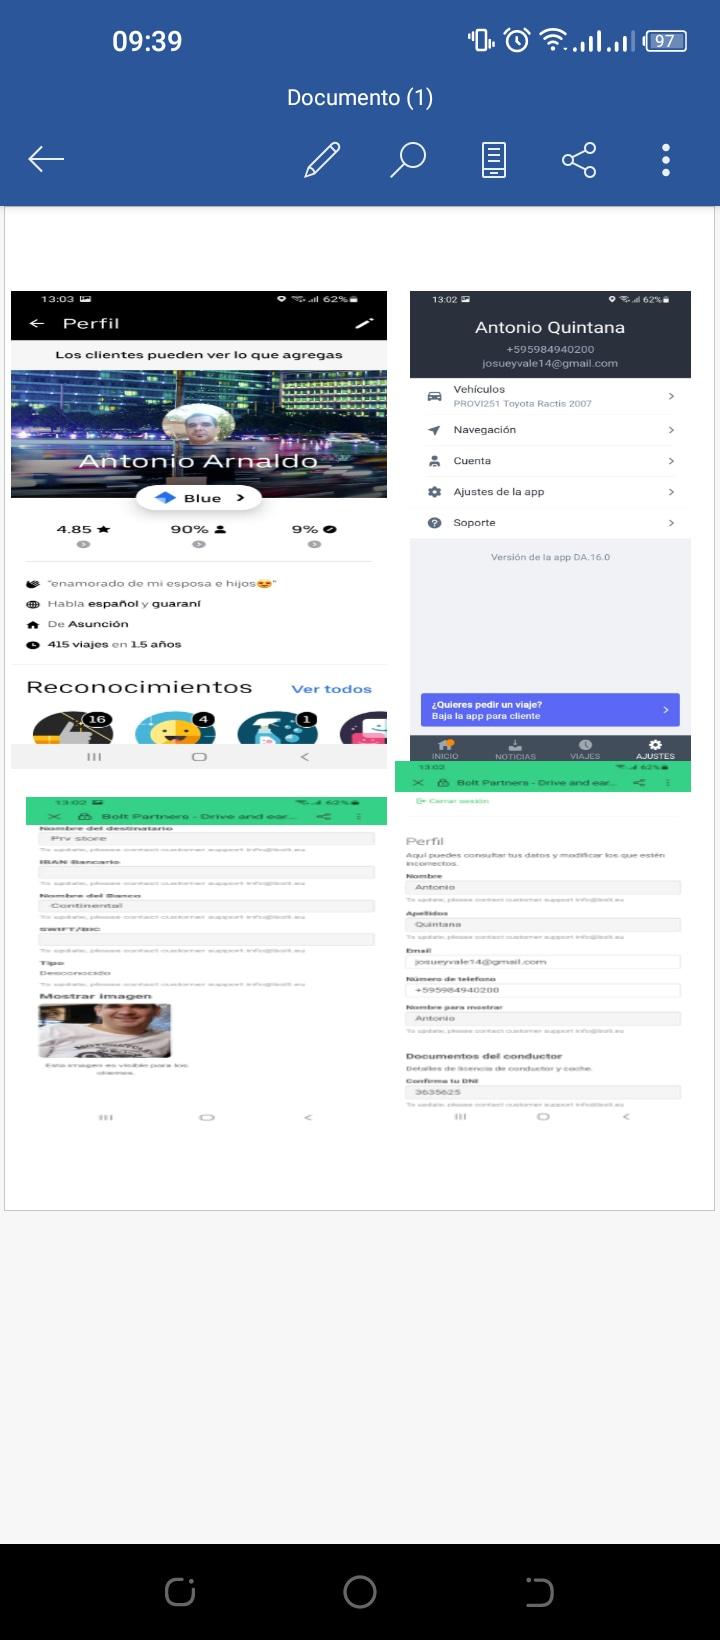 09:39
97
Documento (1)
13:03
62%
Perfil
Los clientes pueden ver lo que agregas
Antonio Arnaldo
Blue
4.85
90%
9%
"enamorado de mi esposa e hijos😍"
Habla español y guaraní
De Asunción
415 viajes en 1.5 años
Reconocimientos
Ver todos
16
4
1
13:02
62%
Antonio Quintana
+595984940200
josueyvale14@gmail.com
Vehículos
PROVI251 Toyota Ractis 2007
Navegación
Cuenta
Ajustes de la app
Soporte
Versión de la app DA.16.0
¿Quieres pedir un viaje?
Baja la app para cliente
INICIO
NOTICIAS
VIAJES
AJUSTES
13:02
62%
Bolt Partners - Drive and ear...
Nombre del destinatario
Prv store
To update, please contact customer support info@bolt.eu
IBAN Bancario
To update, please contact customer support info@bolt.eu
Nombre del Banco
Continental
To update, please contact customer support info@bolt.eu
SWIFT/BIC
To update, please contact customer support info@bolt.eu
Tipo
Desconocido
To update, please contact customer support info@bolt.eu
Mostrar imagen
Esta imagen es visible para los
clientes.
13:02
62%
Bolt Partners - Drive and ear...
Cerrar sesión
Perfil
Aquí puedes consultar tus datos y modificar los que estén
incorrectos.
Nombre
Antonio
To update, please contact customer support info@bolt.eu
Apellidos
Quintana
To update, please contact customer support info@bolt.eu
Email
josueyvale14@gmail.com
Número de telefono
+595984940200
Nombre para mostrar
Antonio
To update, please contact customer support info@bolt.eu
Documentos del conductor
Detalles de licencia de conductor y coche.
Confirma tu DNI
3635625
To update, please contact customer support info@bolt.eu